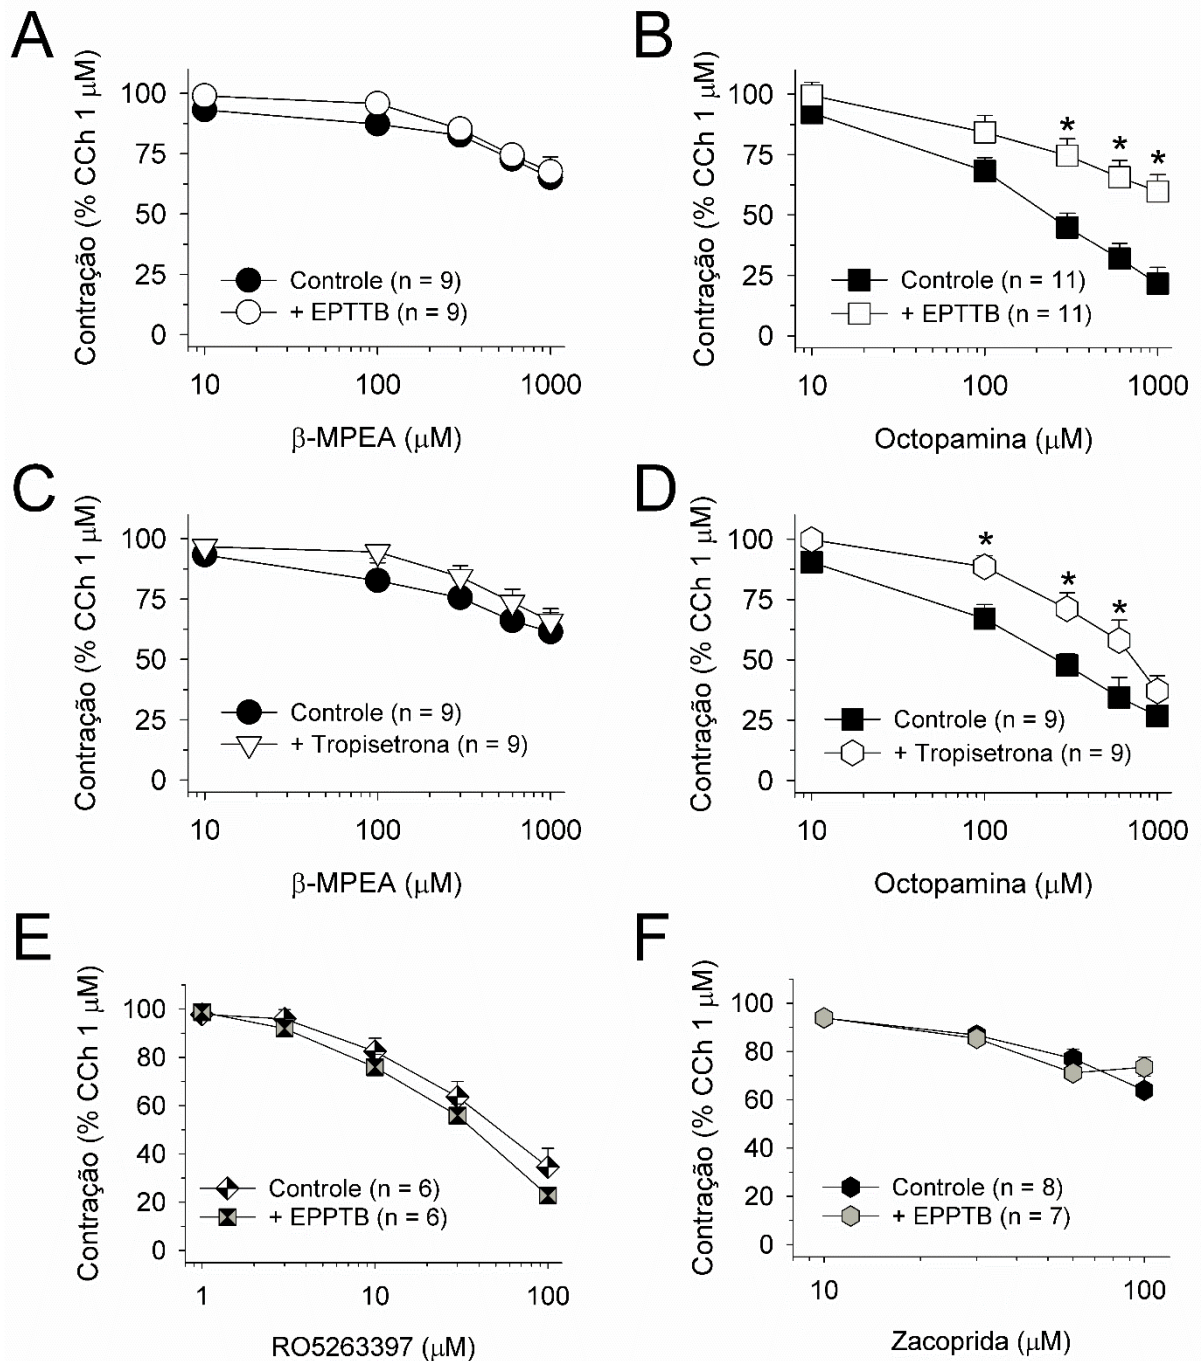 A
Contração (% CCh 1 μM)
100
75
50
25
0
Controle (n = 9)
+ EPTTB (n = 9)
10
100
1000
β-MPEA (μM)
B
Contração (% CCh 1 μM)
100
75
50
25
0
*
*
*
Controle (n = 11)
+ EPTTB (n = 11)
10
100
1000
Octopamina (μM)
C
Contração (% CCh 1 μM)
100
75
50
25
0
Controle (n = 9)
+ Tropisetrona (n = 9)
10
100
1000
β-MPEA (μM)
D
Contração (% CCh 1 μM)
100
75
50
25
0
*
*
*
Controle (n = 9)
+ Tropisetrona (n = 9)
10
100
1000
Octopamina (μM)
E
Contração (% CCh 1 μM)
100
80
60
40
20
0
Controle (n = 6)
+ EPPTB (n = 6)
1
10
100
RO5263397 (μM)
F
Contração (% CCh 1 μM)
100
80
60
40
20
0
Controle (n = 8)
+ EPPTB (n = 7)
10
100
Zacoprida (μM)